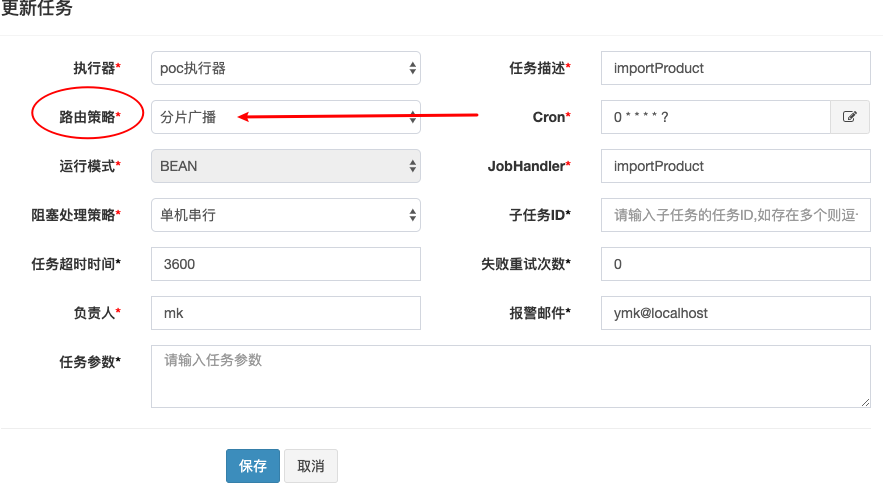 更新任务
执行器* poc执行器 任务描述* importProduct
路由策略* 分片广播 Cron* 0 * * * * ?
运行模式* BEAN JobHandler* importProduct
阻塞处理策略* 单机串行 子任务ID* 请输入子任务的任务ID,如存在多个则逗
任务超时时间* 3600 失败重试次数* 0
负责人* mk 报警邮件* ymk@localhost
任务参数* 请输入任务参数
保存 取消